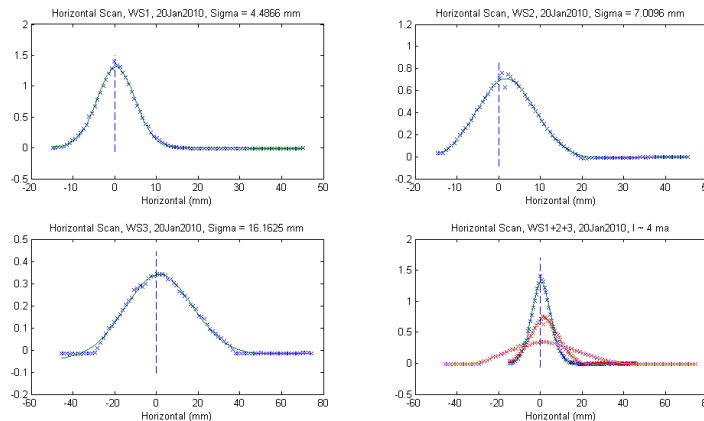 Horizontal Scan, WS1, 20Jan2010, Sigma = 4.4866 mm
2
1.5
1
0.5
0
-0.5
-20 -10 0 10 20 30 40 50
Horizontal (mm)
Horizontal Scan, WS2, 20Jan2010, Sigma = 7.0096 mm
1.2
1
0.8
0.6
0.4
0.2
0
-0.2
-20 -10 0 10 20 30 40 50
Horizontal (mm)
Horizontal Scan, WS3, 20Jan2010, Sigma = 16.1625 mm
0.5
0.4
0.3
0.2
0.1
0
-0.1
-0.2
-60 -40 -20 0 20 40 60 80
Horizontal (mm)
Horizontal Scan, WS1+2+3, 20Jan2010, I ~ 4 ma
2
1.5
1
0.5
0
-0.5
-60 -40 -20 0 20 40 60 80
Horizontal (mm)